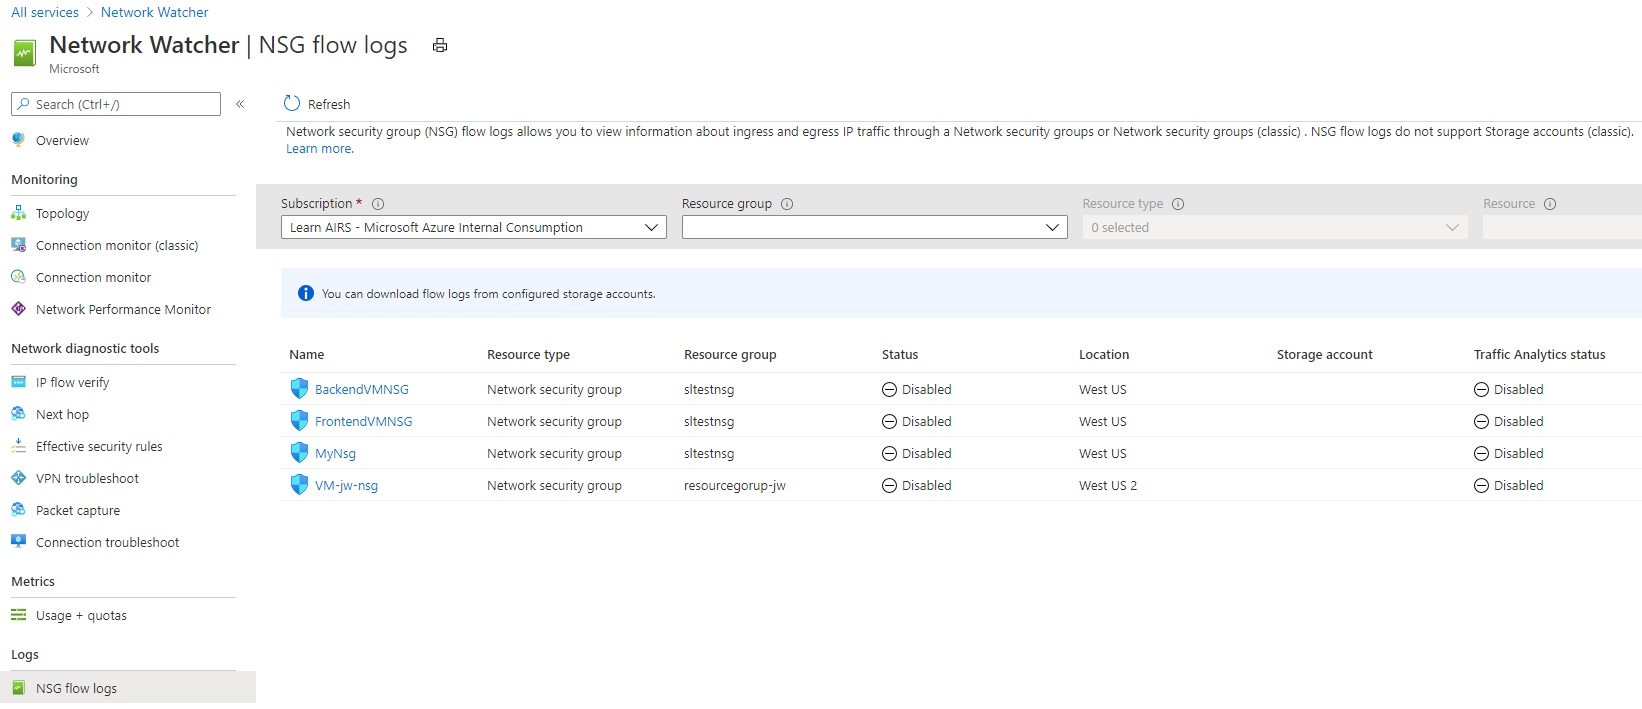 All services > Network Watcher
Network Watcher | NSG flow logs
Microsoft
Search (Ctrl+/)
«
Overview
Monitoring
Topology
Connection monitor (classic)
Connection monitor
Network Performance Monitor
Network diagnostic tools
IP flow verify
Next hop
Effective security rules
VPN troubleshoot
Packet capture
Connection troubleshoot
Metrics
Usage + quotas
Logs
NSG flow logs
Refresh
Network security group (NSG) flow logs allows you to view information about ingress and egress IP traffic through a Network security groups or Network security groups (classic) . NSG flow logs do not support Storage accounts (classic).
Learn more.
Subscription * Resource group Resource type Resource
Learn AIRS - Microsoft Azure Internal Consumption 0 selected
You can download flow logs from configured storage accounts.
Name Resource type Resource group Status Location Storage account Traffic Analytics status
BackendVMNSG Network security group sltestnsg Disabled West US Disabled
FrontendVMNSG Network security group sltestnsg Disabled West US Disabled
MyNsg Network security group sltestnsg Disabled West US Disabled
VM-jw-nsg Network security group resourcegorup-jw Disabled West US 2 Disabled